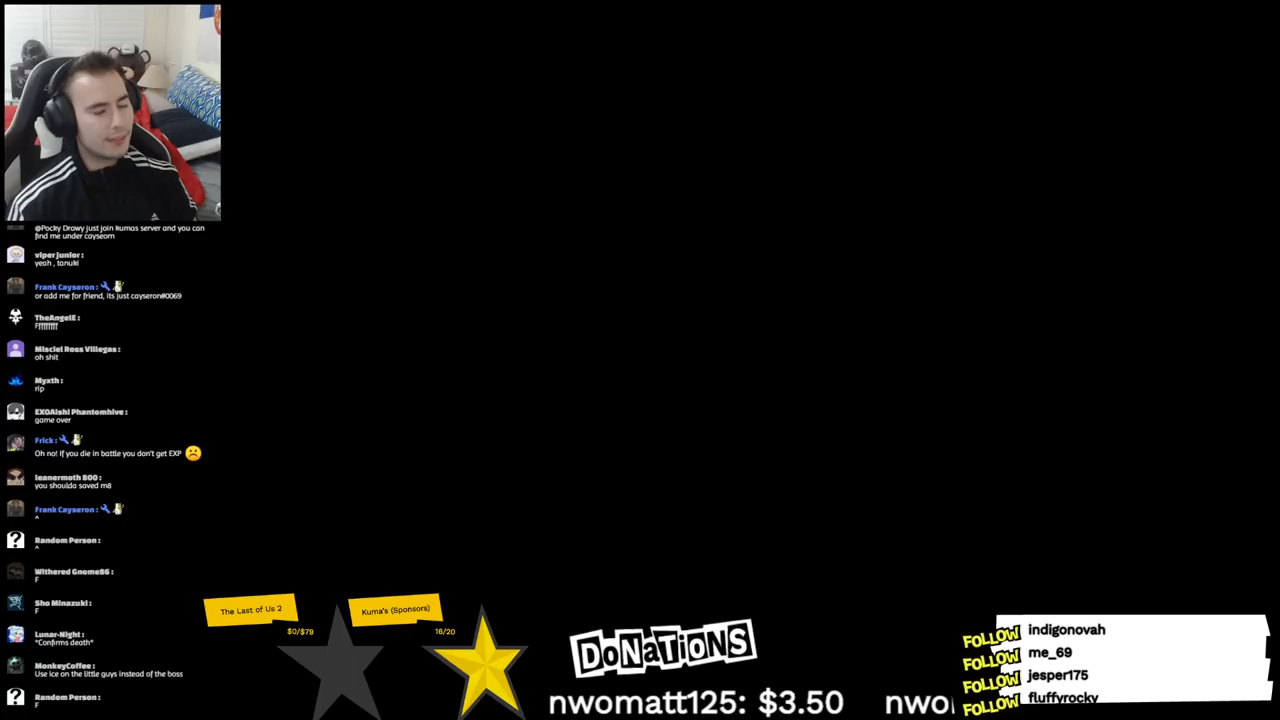 @Pocky Drawy just join kumas server and you can
find me under cayseorn
viper junior :
yeah , tanuki
Frank Cayseron :
or add me for friend, its just cayseron#0069
TheAngelE :
Fffffffff
Misciel Ross Villegas :
oh shit
Myxth :
rip
EXOAishi Phantomhive :
game over
Frick :
Oh no! If you die in battle you don't get EXP
leanermoth 800 :
you shoulda saved m8
Frank Cayseron :
^
Random Person :
^
Withered Gnome86 :
F
Sho Minazuki :
F
Lunar-Night :
*Confirms death*
MonkeyCoffee :
Use ice on the little guys instead of the boss
Random Person :
F
The Last of Us 2
$0/$79
Kuma's (Sponsors)
16/20
DoNaTiONS
nwomatt125: $3.50 nwo
FOLLOW indigonovah
FOLLOW me_69
FOLLOW jesper175
FOLLOW fluffyrocky